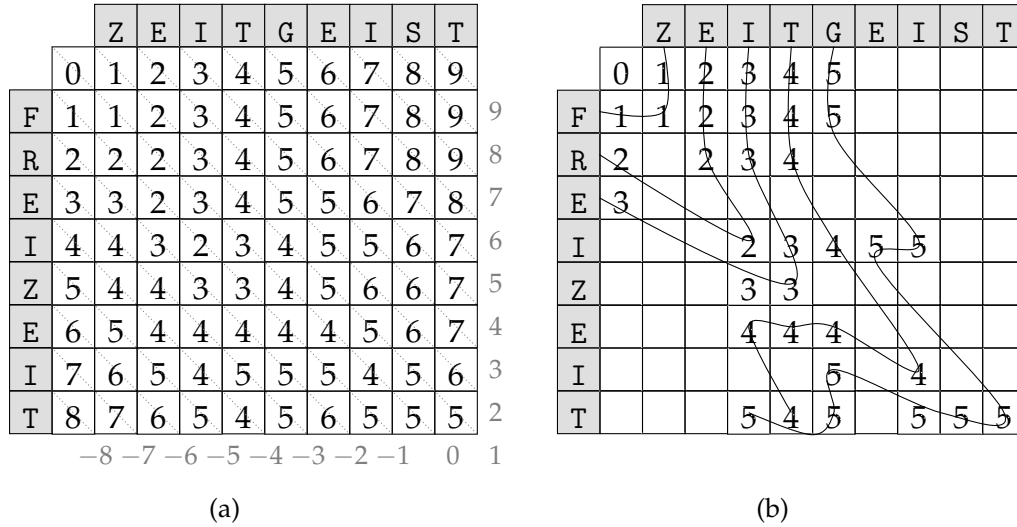 Z E I T G E I S T
0 1 2 3 4 5 6 7 8 9
F 1 1 2 3 4 5 6 7 8 9 9
R 2 2 2 3 4 5 6 7 8 9 8
E 3 3 2 3 4 5 5 6 7 8 7
I 4 4 3 2 3 4 5 5 6 7 6
Z 5 4 4 3 3 4 5 6 6 7 5
E 6 5 4 4 4 4 4 5 6 7 4
I 7 6 5 4 5 5 5 4 5 6 3
T 8 7 6 5 4 5 6 5 5 5 2
−8 −7 −6 −5 −4 −3 −2 −1 0 1
(a)
Z E I T G E I S T
0 1 2 3 4 5
F 1 1 2 3 4 5
R 2 2 3 4
E 3
I 2 3 4 5 5
Z 3 3
E 4 4 4
I 5 4
T 5 4 5 5 5 5
(b)